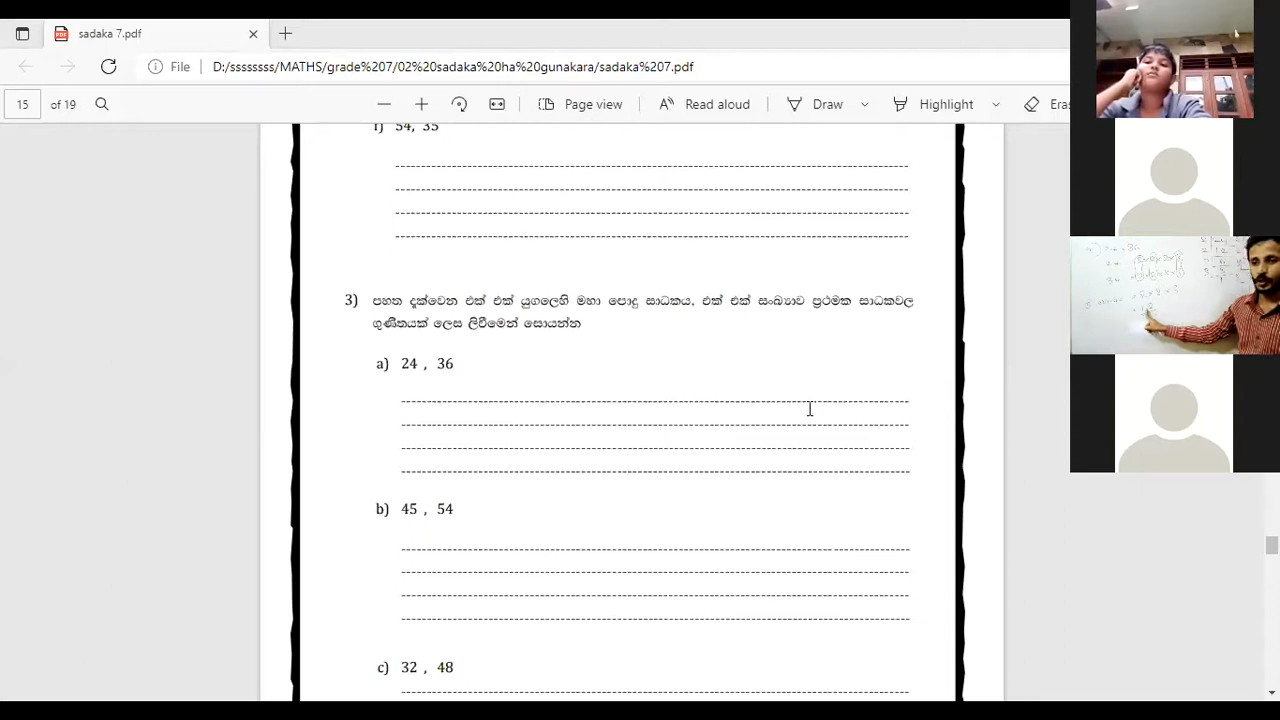 sadaka 7.pdf
File D:/ssssssss/MATHS/grade%207/02%20sadaka%20ha%20gunakara/sadaka%207.pdf
15 of 19 Page view Read aloud Draw Highlight Eras
f) 54, 35
3) පහත දැක්වෙන එක් එක් යුගලෙහි මහා පොදු සාධකය, එක් එක් සංඛ්‍යාව ප්‍රථමක සාධකවල
ගුණිතයක් ලෙස ලිවීමෙන් සොයන්න
a) 24 , 36
b) 45 , 54
c) 32 , 48